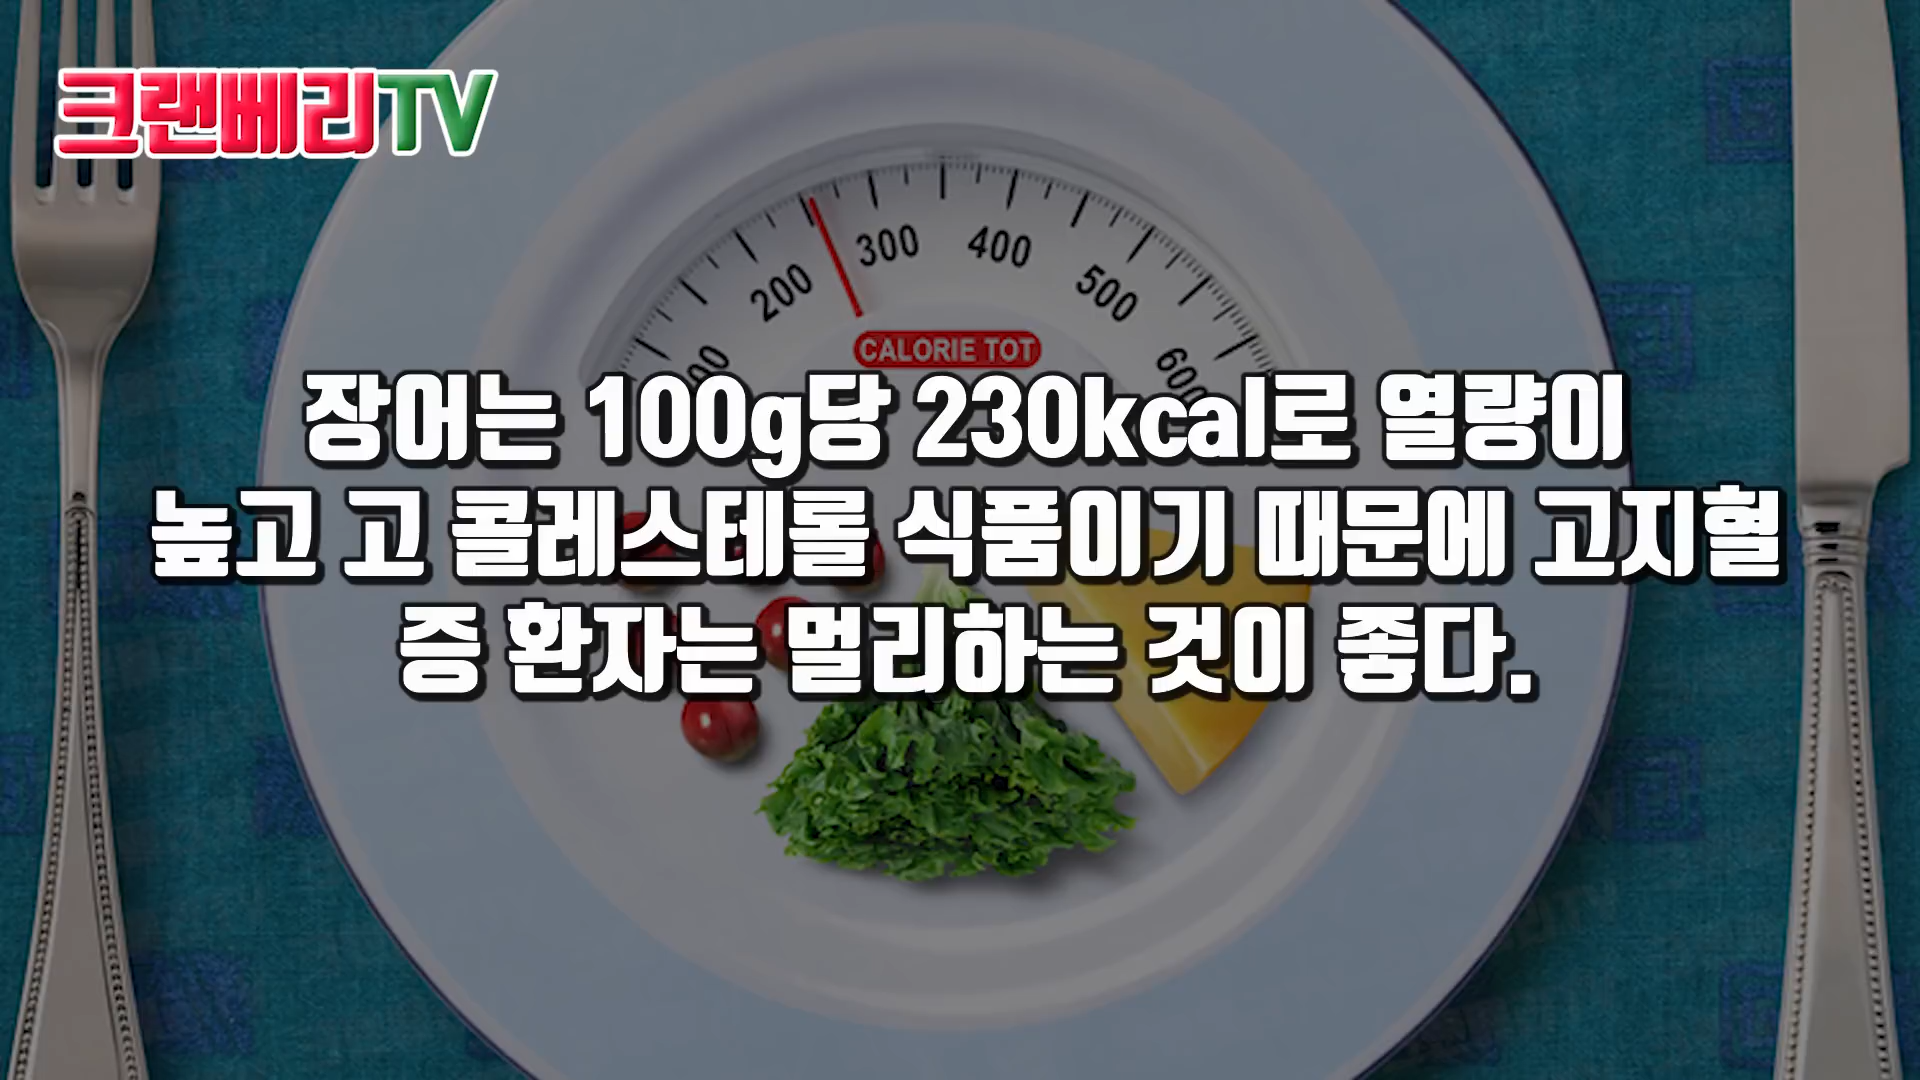 크랜베리TV
200 300 400 500 600
CALORIE TOT
장어는 100g당 230kcal로 열량이
높고 고 콜레스테롤 식품이기 때문에 고지혈
증 환자는 멀리하는 것이 좋다.